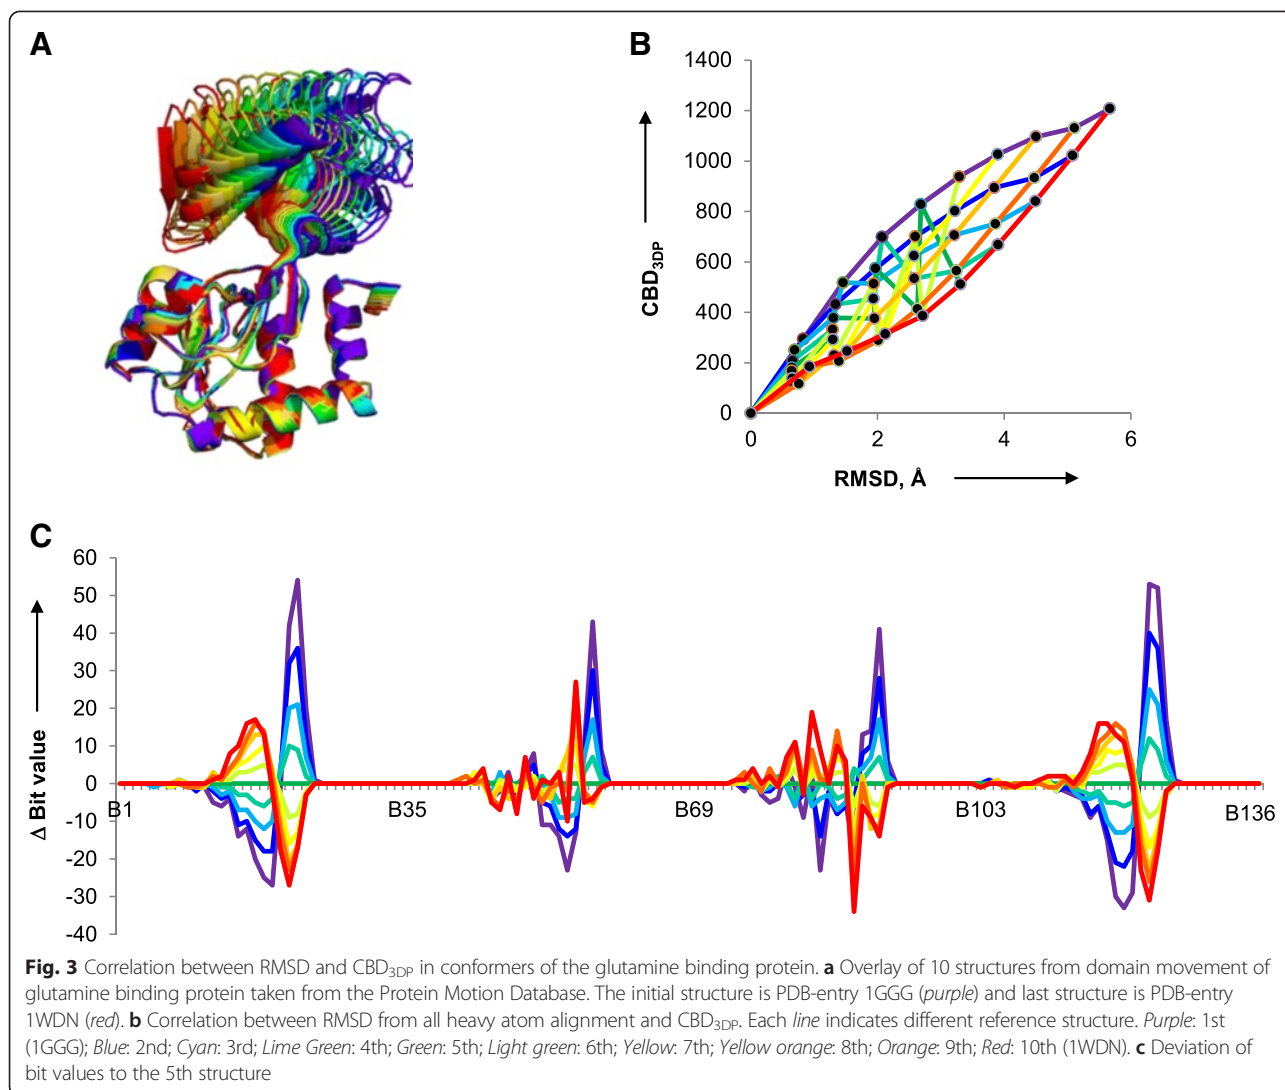 A
B
1400
1200
1000
800
600
400
200
0
CBD3DP
0 2 4 6
RMSD, Å
C
60
50
40
30
20
10
0
-10
-20
-30
-40
Δ Bit value
B1 B35 B69 B103 B136
Fig. 3 Correlation between RMSD and CBD3DP in conformers of the glutamine binding protein. a Overlay of 10 structures from domain movement of
glutamine binding protein taken from the Protein Motion Database. The initial structure is PDB-entry 1GGG (purple) and last structure is PDB-entry
1WDN (red). b Correlation between RMSD from all heavy atom alignment and CBD3DP. Each line indicates different reference structure. Purple: 1st
(1GGG); Blue: 2nd; Cyan: 3rd; Lime Green: 4th; Green: 5th; Light green: 6th; Yellow: 7th; Yellow orange: 8th; Orange: 9th; Red: 10th (1WDN). c Deviation of
bit values to the 5th structure